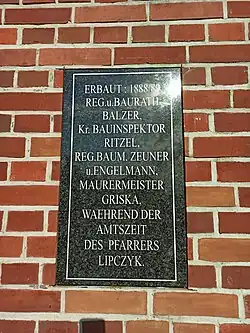 ERBAUT : 1888/89
REG.u.BAURATH
BALZER,
Kr. BAUINSPEKTOR
RITZEL,
REG.BAUM. ZEUNER
u.ENGELMANN,
MAURERMEISTER
GRISKA,
WAEHREND DER
AMTSZEIT
DES PFARRERS
LIPCZYK.